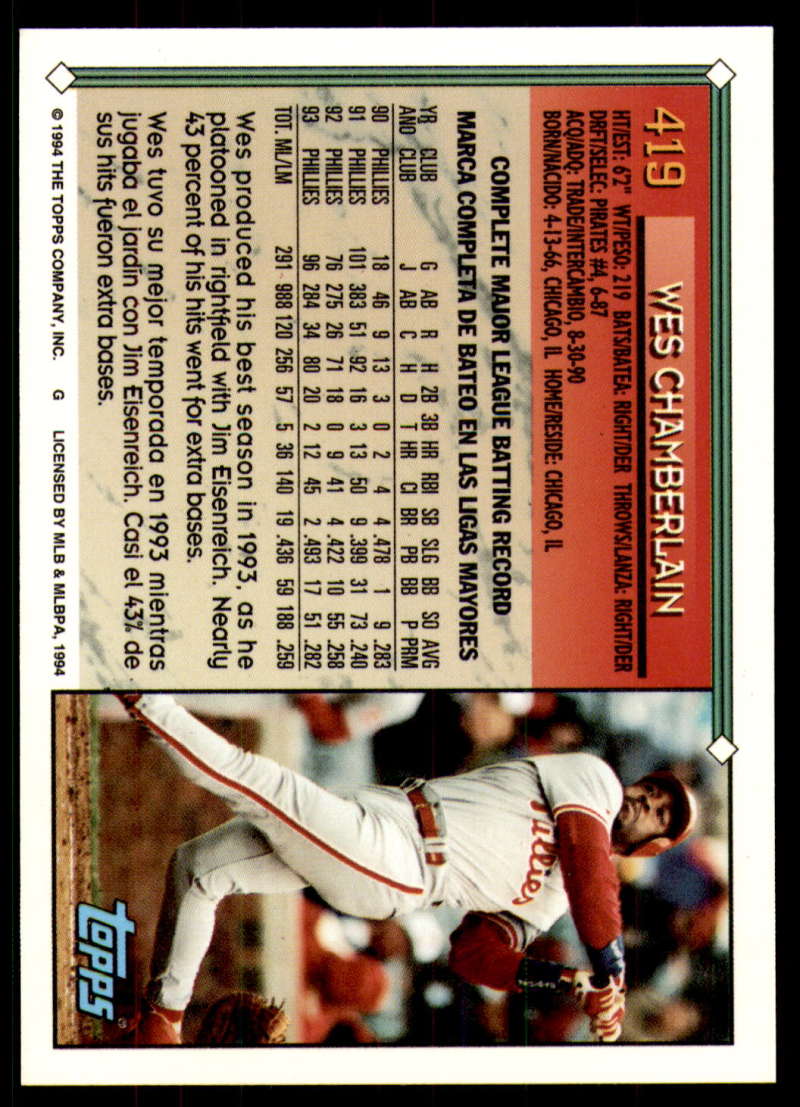 419
WES CHAMBERLAIN
HT/EST: 6'2" WT/PESO: 219 BATS/BATEA: RIGHT/DER THROWS/LANZA: RIGHT/DER
DRFT/SELEC: PIRATES #4, 6-87
ACQ/ADQ: TRADE/INTERCAMBIO, 8-30-90
BORN/NACIDO: 4-13-66, CHICAGO, IL HOME/RESIDE: CHICAGO, IL
COMPLETE MAJOR LEAGUE BATTING RECORD
MARCA COMPLETA DE BATEO EN LAS LIGAS MAYORES
YR CLUB G AB R H 2B 3B HR RBI SB SLG BB SO AVG
AÑO CLUB J AB C H D T HR CI BR PB BB P PRM
90 PHILLIES 18 46 9 13 3 0 2 4 4 .478 1 9 .283
91 PHILLIES 101 383 51 92 16 3 13 50 9 .399 31 73 .240
92 PHILLIES 76 275 26 71 18 0 9 41 4 .422 10 55 .258
93 PHILLIES 96 284 34 80 20 2 12 45 2 .493 17 51 .282
TOT. ML/LM 291 988 120 256 57 5 36 140 19 .436 59 188 .259
Wes produced his best season in 1993, as he
platooned in rightfield with Jim Eisenreich. Nearly
43 percent of his hits went for extra bases.
Wes tuvo su mejor temporada en 1993 mientras
jugaba el jardín con Jim Eisenreich. Casi el 43% de
sus hits fueron extra bases.
© 1994 THE TOPPS COMPANY, INC. G LICENSED BY MLB & MLBPA, 1994
Phillies
TOPPS